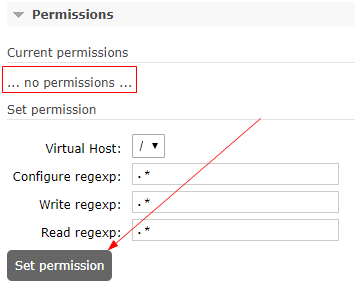 Permissions
Current permissions
... no permissions ...
Set permission
Virtual Host: /
Configure regexp: .*
Write regexp: .*
Read regexp: .*
Set permission